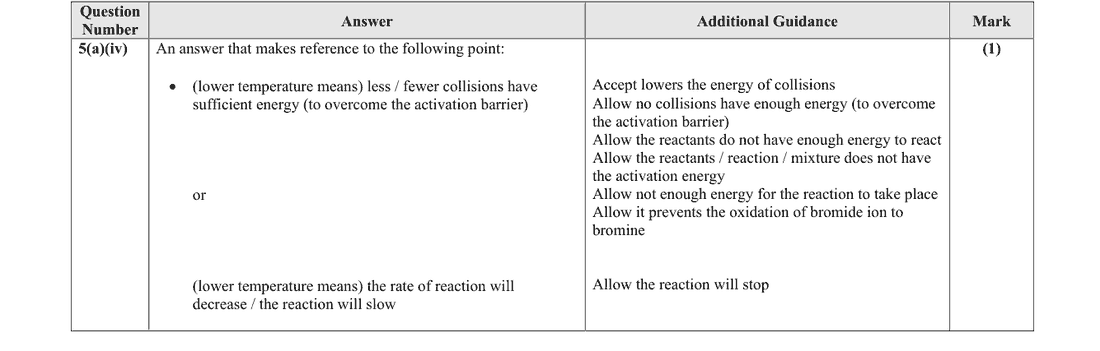 Question Number Answer Additional Guidance Mark
5(a)(iv) An answer that makes reference to the following point: (1)
• (lower temperature means) less / fewer collisions have
sufficient energy (to overcome the activation barrier)
Accept lowers the energy of collisions
Allow no collisions have enough energy (to overcome
the activation barrier)
Allow the reactants do not have enough energy to react
Allow the reactants / reaction / mixture does not have
the activation energy
or
Allow not enough energy for the reaction to take place
Allow it prevents the oxidation of bromide ion to
bromine
(lower temperature means) the rate of reaction will
decrease / the reaction will slow
Allow the reaction will stop